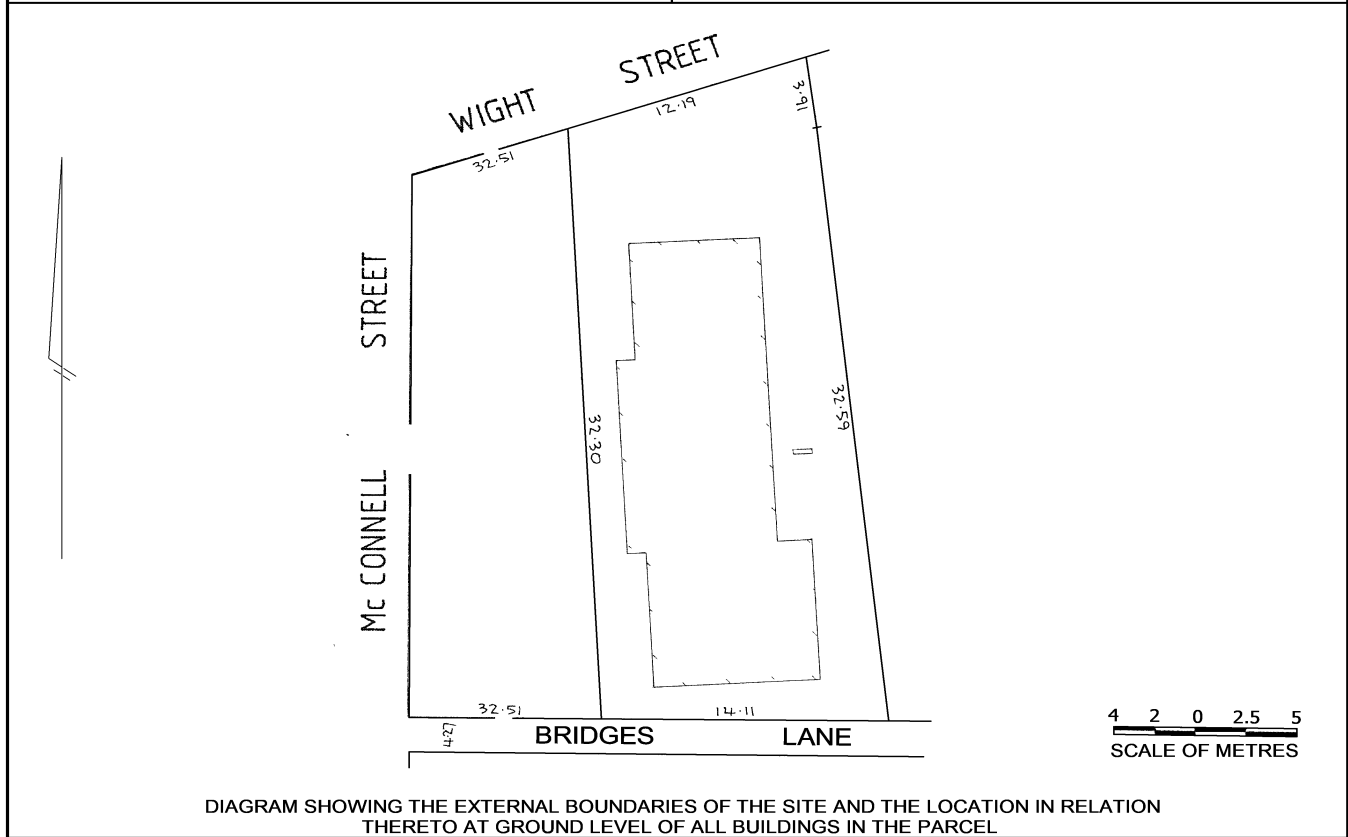 WIGHT STREET
12.19
3.91
32.51
Mc CONNELL STREET
32.30
32.59
32.51
14.11
4.27
BRIDGES LANE
4 2 0 2.5 5
SCALE OF METRES
DIAGRAM SHOWING THE EXTERNAL BOUNDARIES OF THE SITE AND THE LOCATION IN RELATION
THERETO AT GROUND LEVEL OF ALL BUILDINGS IN THE PARCEL